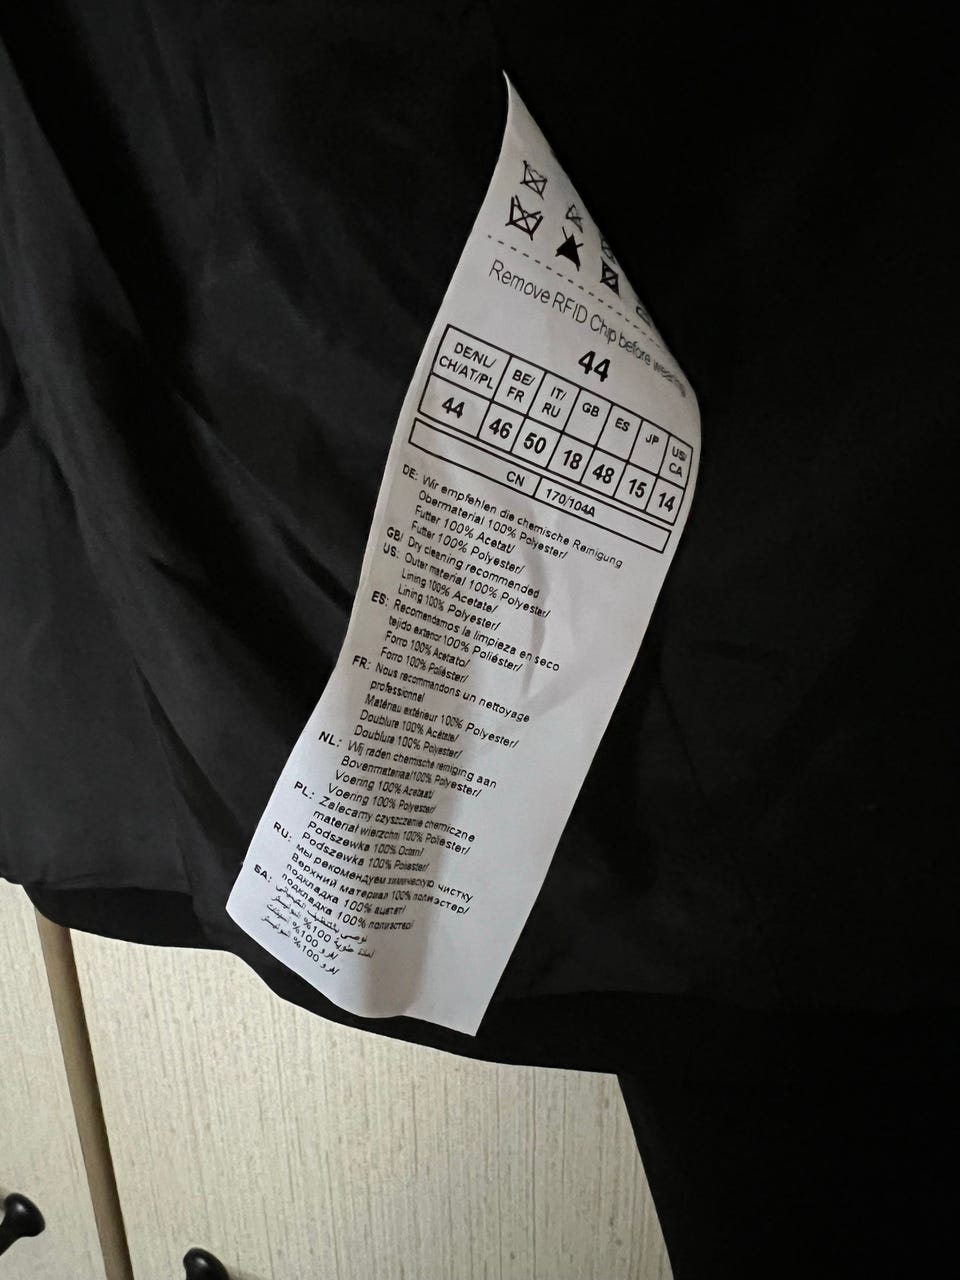 Remove RFID Chip before
44
DE/NL/ CH/AT/PL BE/ FR IT/ RU GB ES JP US/ CA
44 46 50 18 48 15 14
CN 170/104A
DE: Wir empfehlen die chemische Reinigung
Obermaterial 100% Polyester/
Futter 100% Acetat/
Futter 100% Polyester/
GB/ Dry cleaning recommended
US: Outer material 100% Polyester/
Lining 100% Acetate/
Lining 100% Polyester/
ES: Recomendamos la limpieza en seco
tejido exterior 100% Poliéster/
Forro 100% Acetato/
Forro 100% Poliéster/
FR: Nous recommandons un nettoyage
professionnel
Matériau extérieur 100% Polyester/
Doublure 100% Acétate/
Doublure 100% Polyester/
NL: Wij raden chemische reiniging aan
Bovenmateriaal 100% Polyester/
Voering 100% Acetaat/
Voering 100% Polyester/
PL: Zalecamy czyszczenie chemiczne
material wierzchni 100% Poliester/
Podszewka 100% Octan/
Podszewka 100% Poliester/
RU: мы рекомендуем химическую чистку
Верхний материал 100% полиэстер/
подкладка 100% ацетат/
подкладка 100% полиэстер/
SA: نوصي بالتنظيف الكيميائي
100%
100%
100%